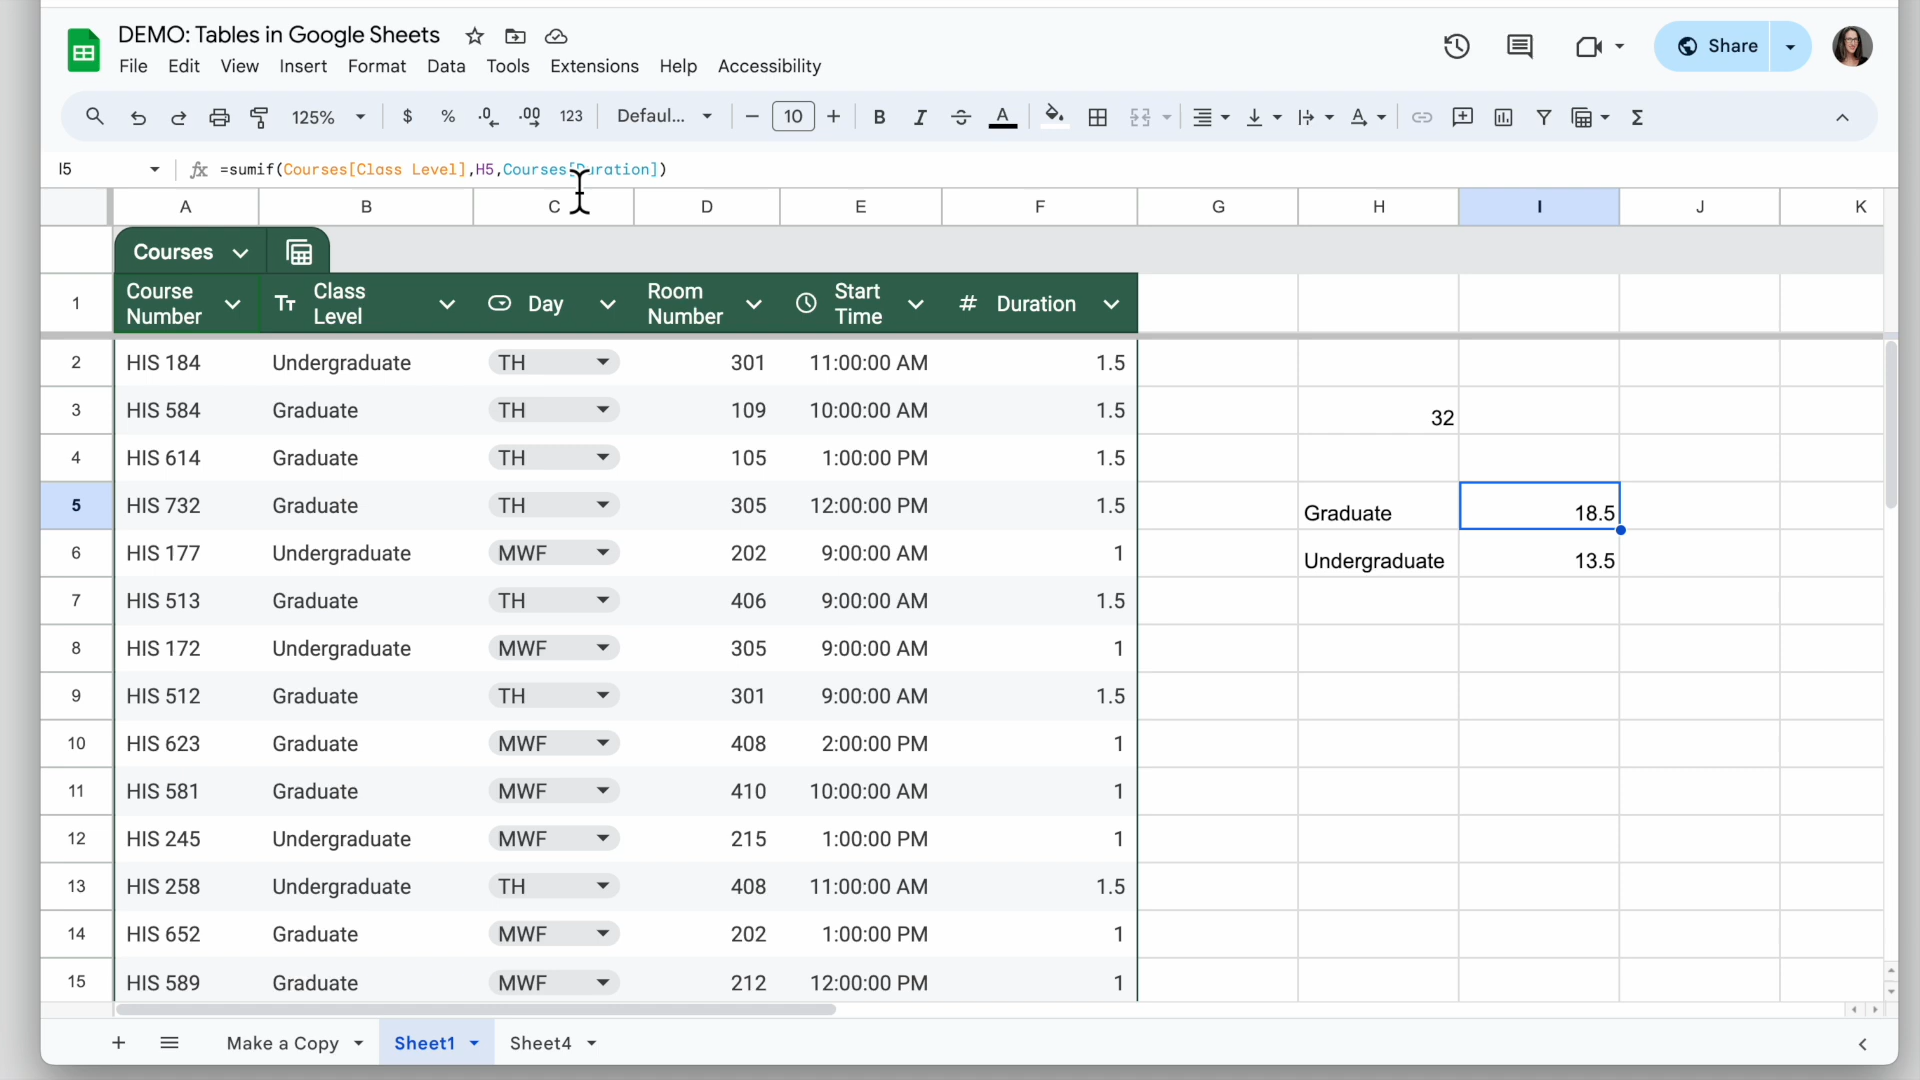 DEMO: Tables in Google Sheets
File Edit View Insert Format Data Tools Extensions Help Accessibility
Share
125% $ % .0 .00 123 Defaul... 10 B I A
I5 fx =sumif(Courses[Class Level],H5,Courses[Duration])
A B C D E F G H I J K
Courses
1 Course Number Tт Class Level Day Room Number Start Time # Duration
2 HIS 184 Undergraduate TH 301 11:00:00 AM 1.5
3 HIS 584 Graduate TH 109 10:00:00 AM 1.5 32
4 HIS 614 Graduate TH 105 1:00:00 PM 1.5
5 HIS 732 Graduate TH 305 12:00:00 PM 1.5 Graduate 18.5
6 HIS 177 Undergraduate MWF 202 9:00:00 AM 1 Undergraduate 13.5
7 HIS 513 Graduate TH 406 9:00:00 AM 1.5
8 HIS 172 Undergraduate MWF 305 9:00:00 AM 1
9 HIS 512 Graduate TH 301 9:00:00 AM 1.5
10 HIS 623 Graduate MWF 408 2:00:00 PM 1
11 HIS 581 Graduate MWF 410 10:00:00 AM 1
12 HIS 245 Undergraduate MWF 215 1:00:00 PM 1
13 HIS 258 Undergraduate TH 408 11:00:00 AM 1.5
14 HIS 652 Graduate MWF 202 1:00:00 PM 1
15 HIS 589 Graduate MWF 212 12:00:00 PM 1
Make a Copy Sheet1 Sheet4